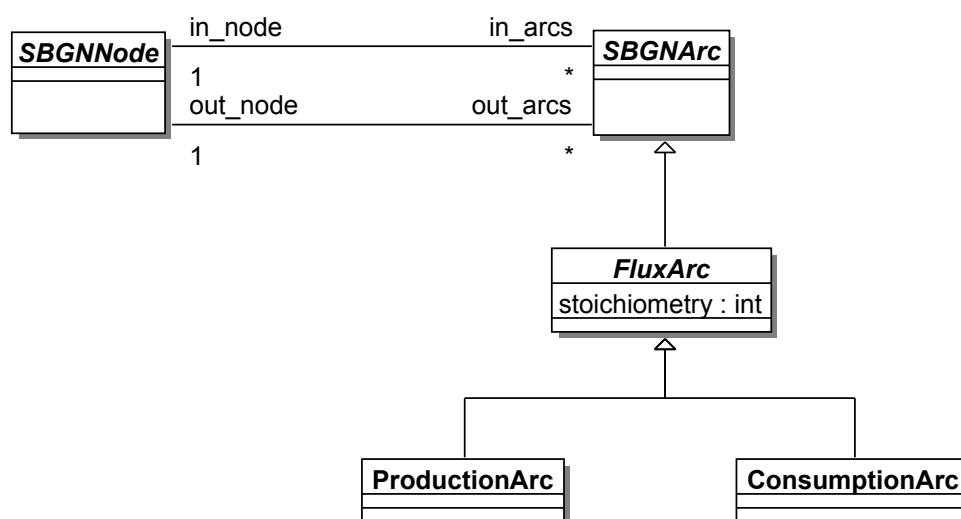 in_node in_arcs
SBGNNode SBGNArc
1 *
out_node out_arcs
1 *
FluxArc
stoichiometry : int
ProductionArc ConsumptionArc